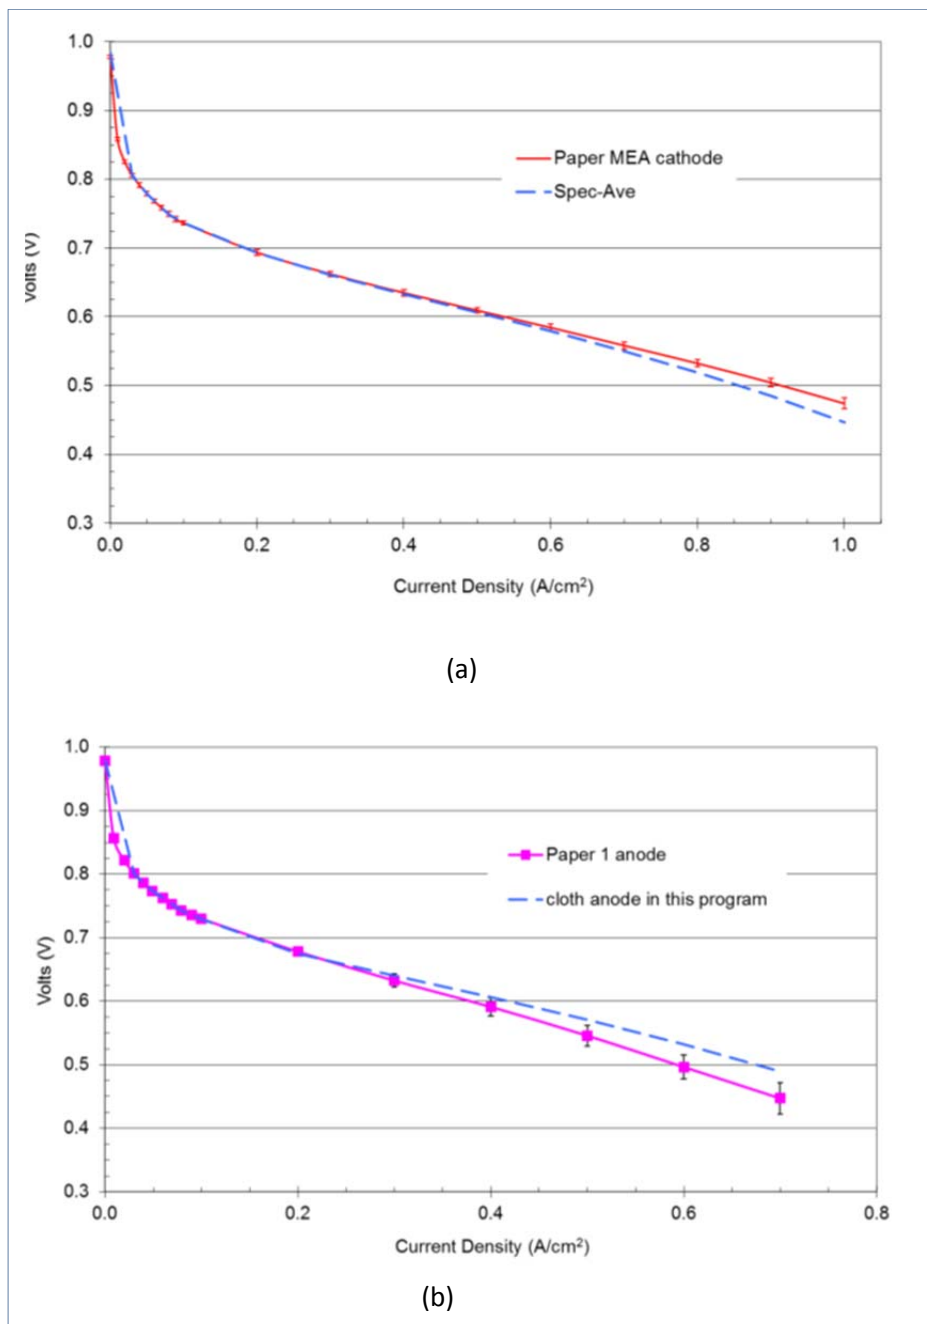 1.0
0.9
Paper MEA cathode
0.8
Spec-Ave
0.7
Volts (V)
0.6
0.5
0.4
0.3
0.0 0.2 0.4 0.6 0.8 1.0
Current Density (A/cm²)
(a)
1.0
0.9
Paper 1 anode
0.8
cloth anode in this program
0.7
Volts (V)
0.6
0.5
0.4
0.3
0.0 0.2 0.4 0.6 0.8
Current Density (A/cm²)
(b)